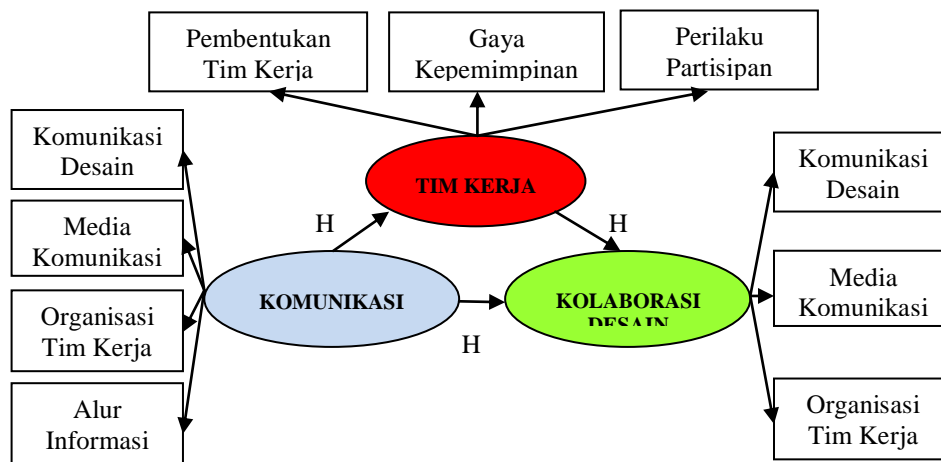 Pembentukan
Tim Kerja
Gaya
Kepemimpinan
Perilaku
Partisipan
Komunikasi
Desain
Media
Komunikasi
Organisasi
Tim Kerja
Alur
Informasi
TIM KERJA
H
H
KOMUNIKASI
KOLABORASI
DESAIN
H
Komunikasi
Desain
Media
Komunikasi
Organisasi
Tim Kerja